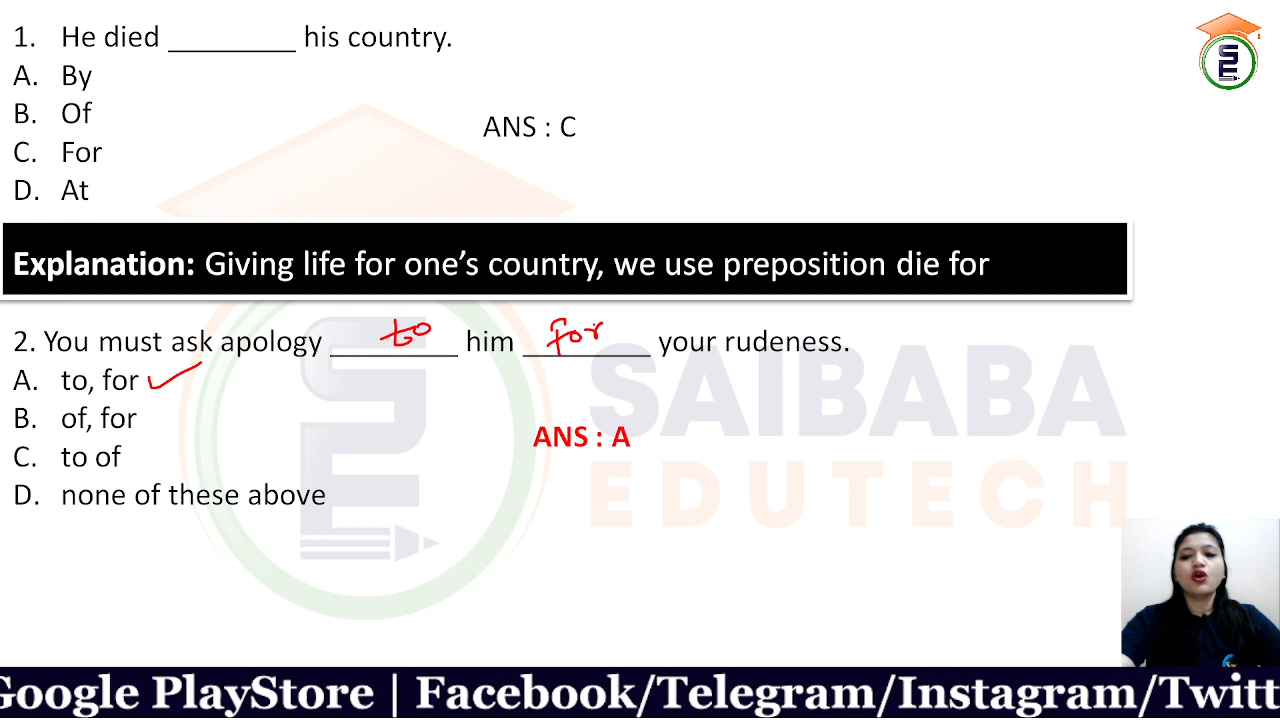 1. He died _________ his country.
A. By
B. Of
C. For
D. At
ANS : C
Explanation: Giving life for one’s country, we use preposition die for
2. You must ask apology _________ him _________ your rudeness.
to for
A. to, for
B. of, for
C. to of
D. none of these above
ANS : A
SAIBABA
EDUTECH
Google PlayStore | Facebook/Telegram/Instagram/Twitt